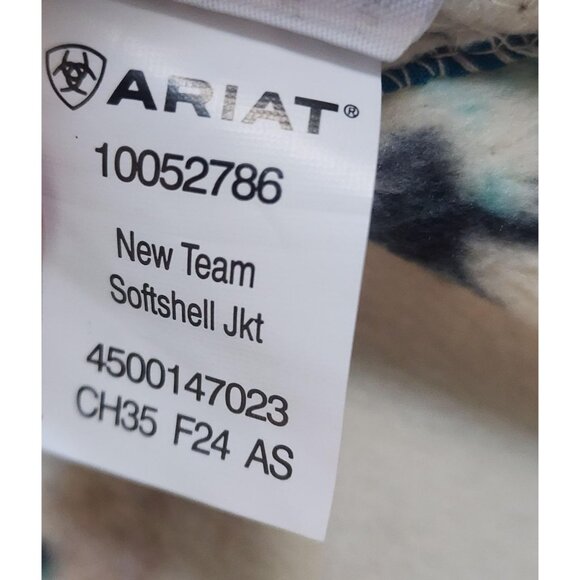 ARIAT®
10052786
New Team
Softshell Jkt
4500147023
CH35 F24 AS